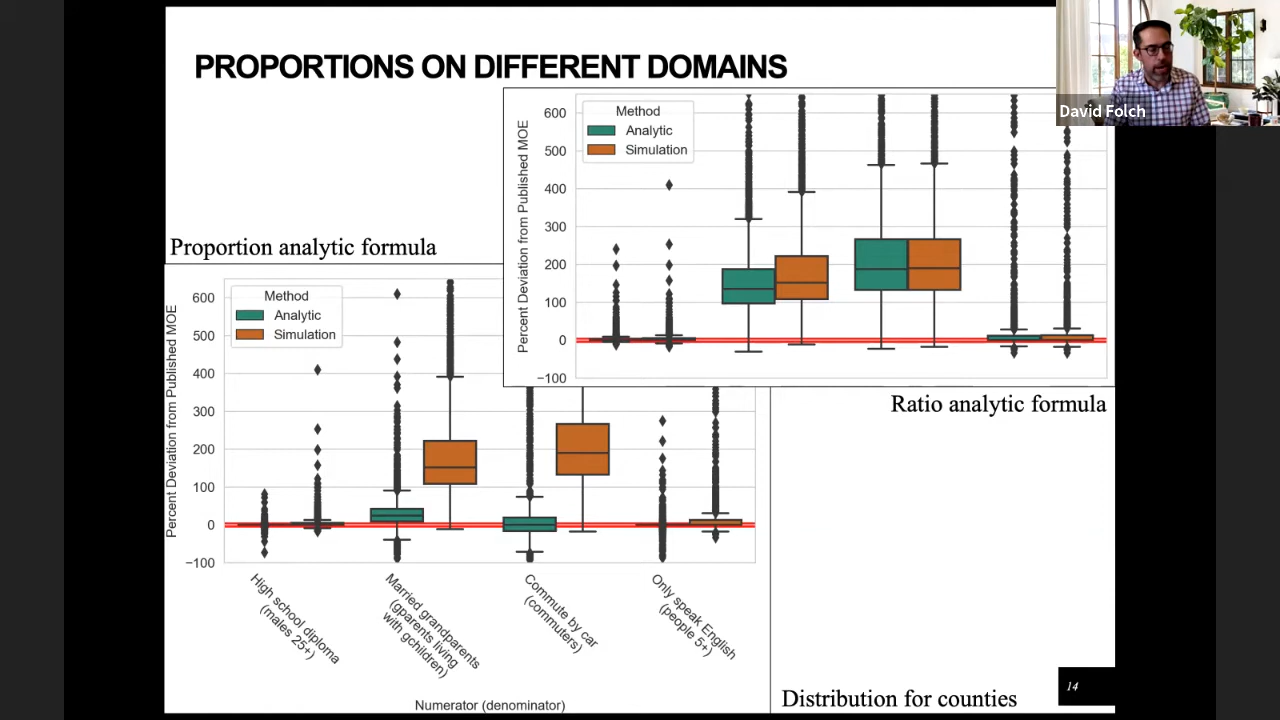 PROPORTIONS ON DIFFERENT DOMAINS
David Folch
Percent Deviation from Published MOE
600
500
400
300
200
100
0
−100
Method
Analytic
Simulation
Ratio analytic formula
Proportion analytic formula
Percent Deviation from Published MOE
600
500
400
300
200
100
0
−100
Method
Analytic
Simulation
High school diploma
(males 25+)
Married grandparents
(gparents living
with gchildren)
Commute by car
(commuters)
Only speak English
(people 5+)
Numerator (denominator)
Distribution for counties
14